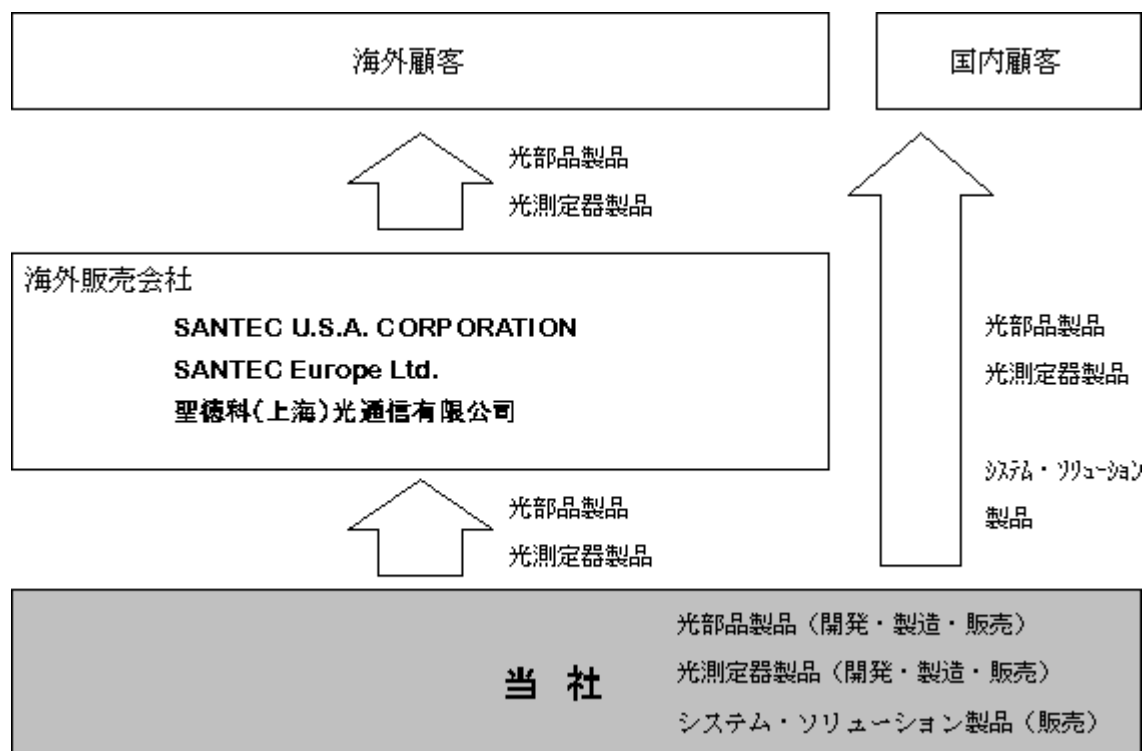 海外顧客
国内顧客
光部品製品
光測定器製品
海外販売会社
SANTEC U.S.A. CORPORATION
SANTEC Europe Ltd.
聖徳科(上海)光通信有限公司
光部品製品
光測定器製品
システム・ソリューション
製品
光部品製品
光測定器製品
当 社
光部品製品(開発・製造・販売)
光測定器製品(開発・製造・販売)
システム・ソリューション製品(販売)